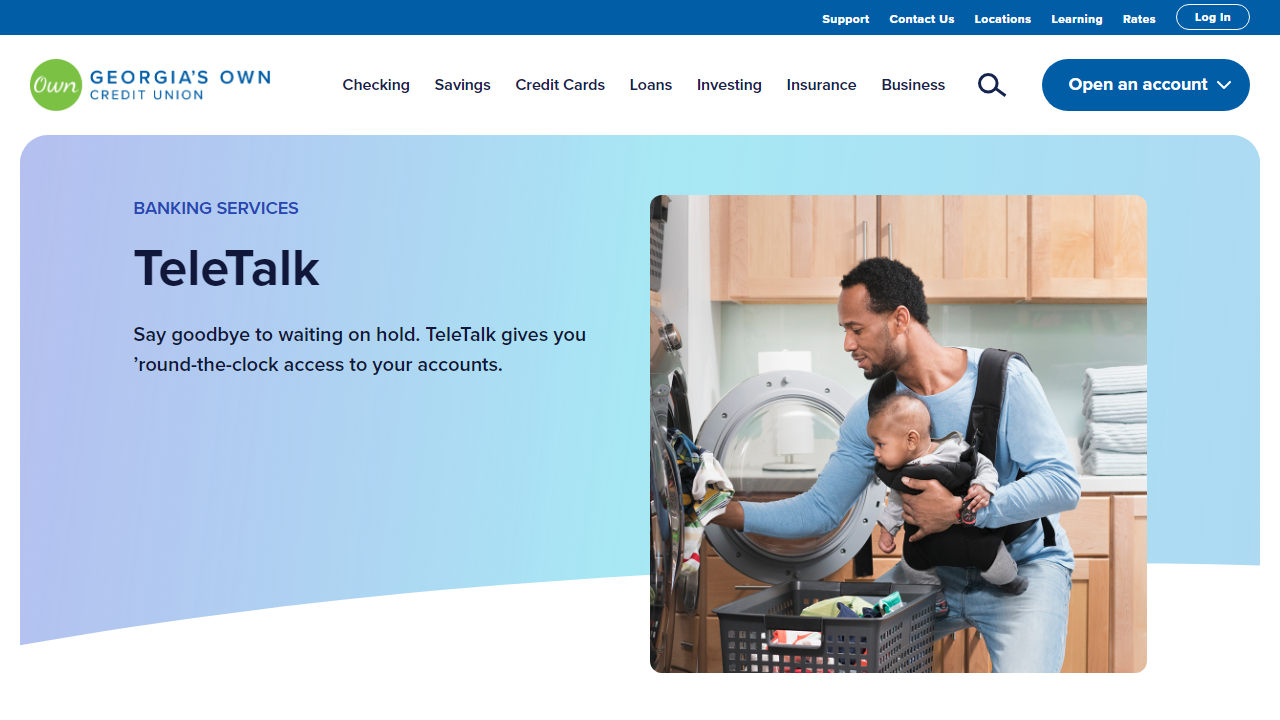 Support Contact Us Locations Learning Rates Log In
Own GEORGIA'S OWN
CREDIT UNION
Checking Savings Credit Cards Loans Investing Insurance Business Open an account
BANKING SERVICES
TeleTalk
Say goodbye to waiting on hold. TeleTalk gives you
’round-the-clock access to your accounts.